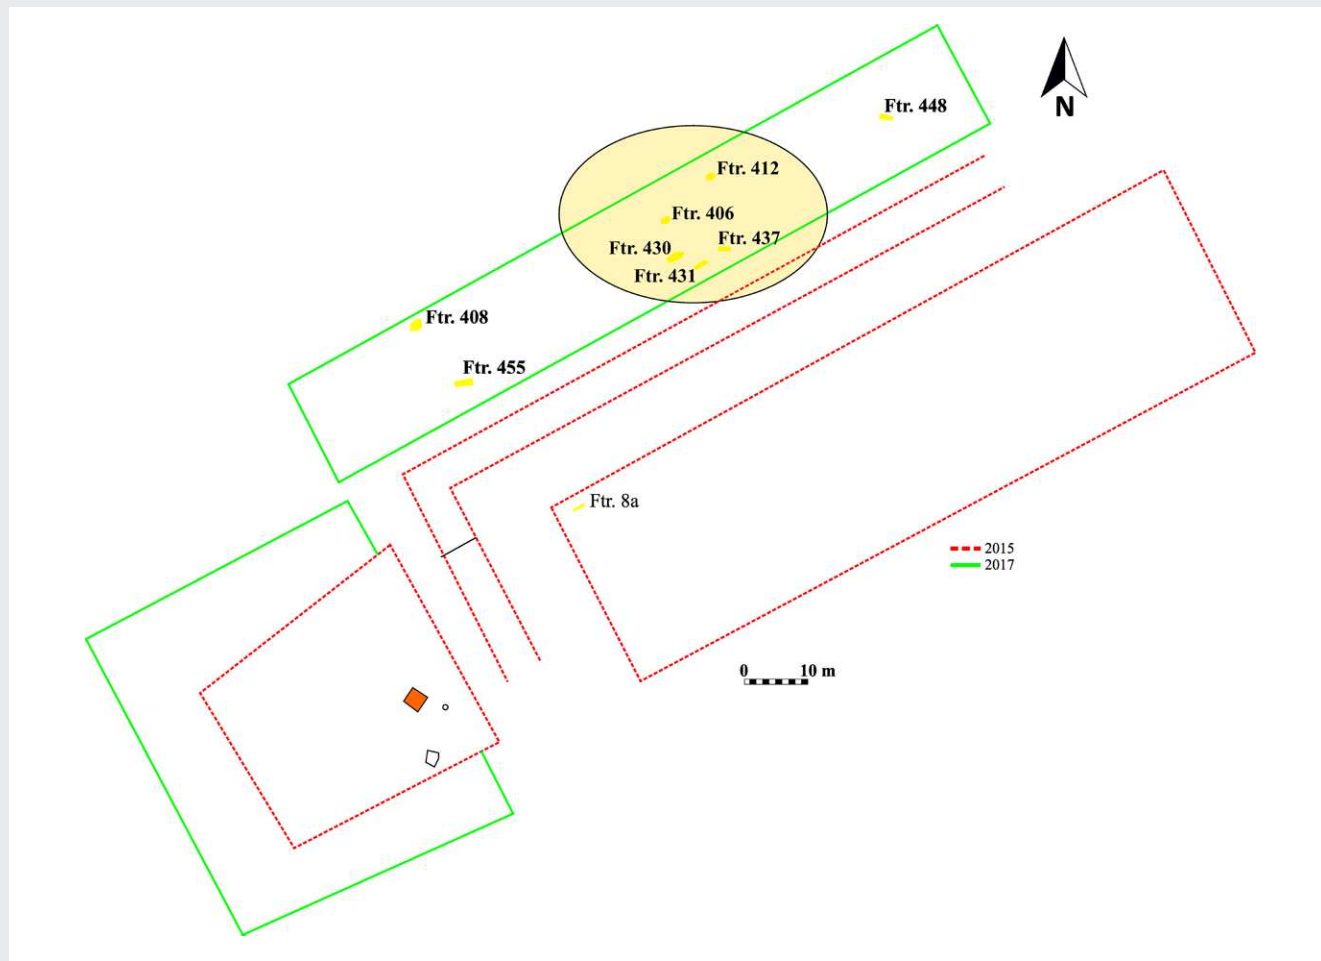 Ftr. 448
N
Ftr. 412
Ftr. 406
Ftr. 437
Ftr. 430
Ftr. 431
Ftr. 408
Ftr. 455
Ftr. 8a
2015
2017
0 10 m